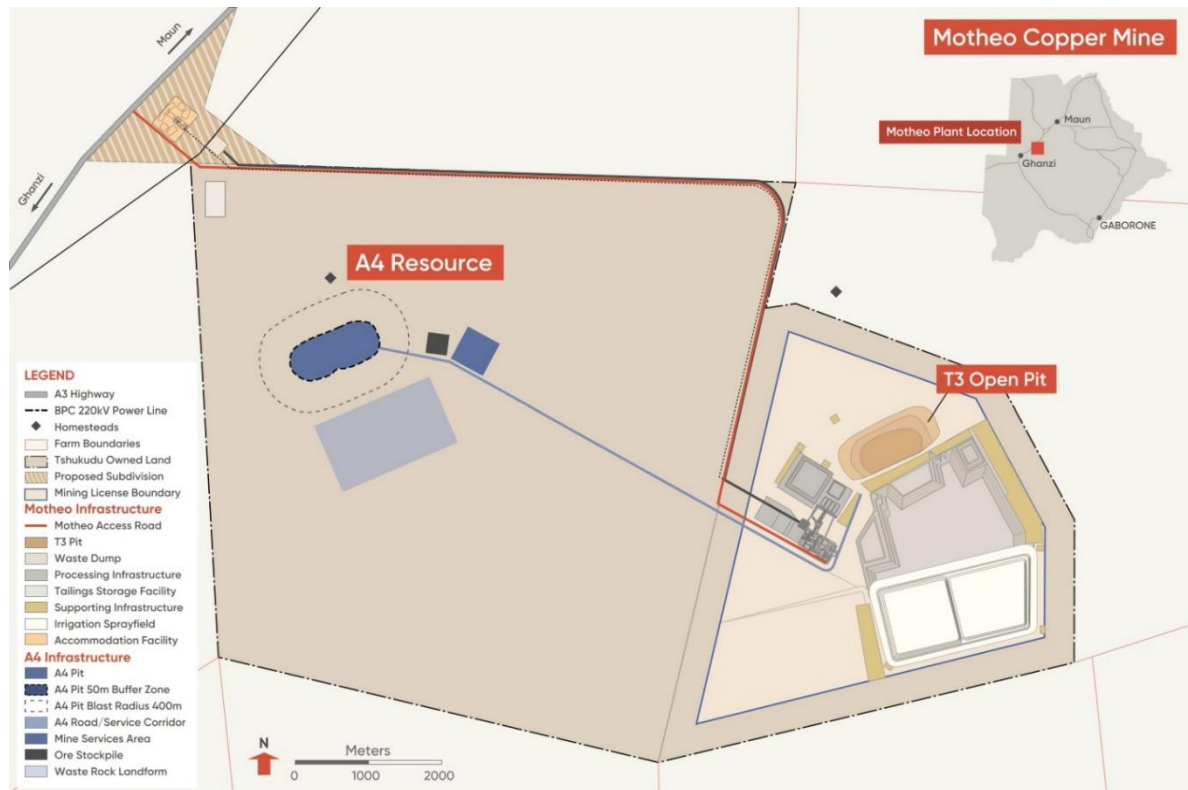 Motheo Copper Mine
Maun
Ghanzi
Motheo Plant Location
Maun
Ghanzi
GABORONE
A4 Resource
T3 Open Pit
LEGEND
A3 Highway
BPC 220kV Power Line
Homesteads
Farm Boundaries
Tshukudu Owned Land
Proposed Subdivision
Mining License Boundary
Motheo Infrastructure
Motheo Access Road
T3 Pit
Waste Dump
Processing Infrastructure
Tailings Storage Facility
Supporting Infrastructure
Irrigation Sprayfield
Accommodation Facility
A4 Infrastructure
A4 Pit
A4 Pit 50m Buffer Zone
A4 Pit Blast Radius 400m
A4 Road/Service Corridor
Mine Services Area
Ore Stockpile
Waste Rock Landform
N
Meters
0 1000 2000